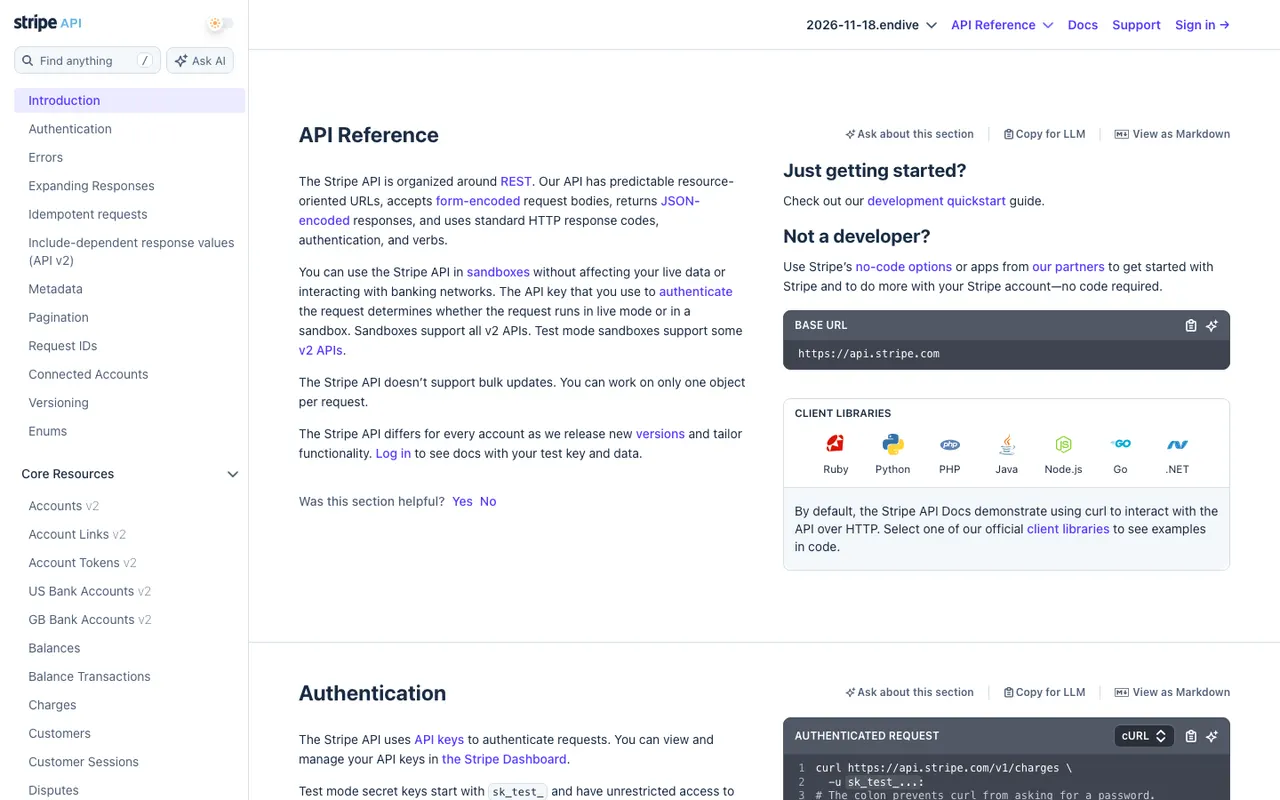 stripe API
Find anything /
Ask AI
Introduction
Authentication
Errors
Expanding Responses
Idempotent requests
Include-dependent response values
(API v2)
Metadata
Pagination
Request IDs
Connected Accounts
Versioning
Enums
Core Resources
Accounts v2
Account Links v2
Account Tokens v2
US Bank Accounts v2
GB Bank Accounts v2
Balances
Balance Transactions
Charges
Customers
Customer Sessions
Disputes
2026-11-18.endive
API Reference
Docs
Support
Sign in →
API Reference
The Stripe API is organized around REST. Our API has predictable resource-
oriented URLs, accepts form-encoded request bodies, returns JSON-
encoded responses, and uses standard HTTP response codes,
authentication, and verbs.
You can use the Stripe API in sandboxes without affecting your live data or
interacting with banking networks. The API key that you use to authenticate
the request determines whether the request runs in live mode or in a
sandbox. Sandboxes support all v2 APIs. Test mode sandboxes support some
v2 APIs.
The Stripe API doesn’t support bulk updates. You can work on only one object
per request.
The Stripe API differs for every account as we release new versions and tailor
functionality. Log in to see docs with your test key and data.
Was this section helpful? Yes No
Ask about this section
Copy for LLM
View as Markdown
Just getting started?
Check out our development quickstart guide.
Not a developer?
Use Stripe’s no-code options or apps from our partners to get started with
Stripe and to do more with your Stripe account—no code required.
BASE URL
https://api.stripe.com
CLIENT LIBRARIES
php
GO
Ruby
Python
PHP
Java
Node.js
Go
.NET
By default, the Stripe API Docs demonstrate using curl to interact with the
API over HTTP. Select one of our official client libraries to see examples
in code.
Authentication
The Stripe API uses API keys to authenticate requests. You can view and
manage your API keys in the Stripe Dashboard.
Test mode secret keys start with sk_test_ and have unrestricted access to
Ask about this section
Copy for LLM
View as Markdown
AUTHENTICATED REQUEST
cURL
1 curl https://api.stripe.com/v1/charges \
2 -u sk_test_...:
3 # The colon prevents curl from asking for a password.